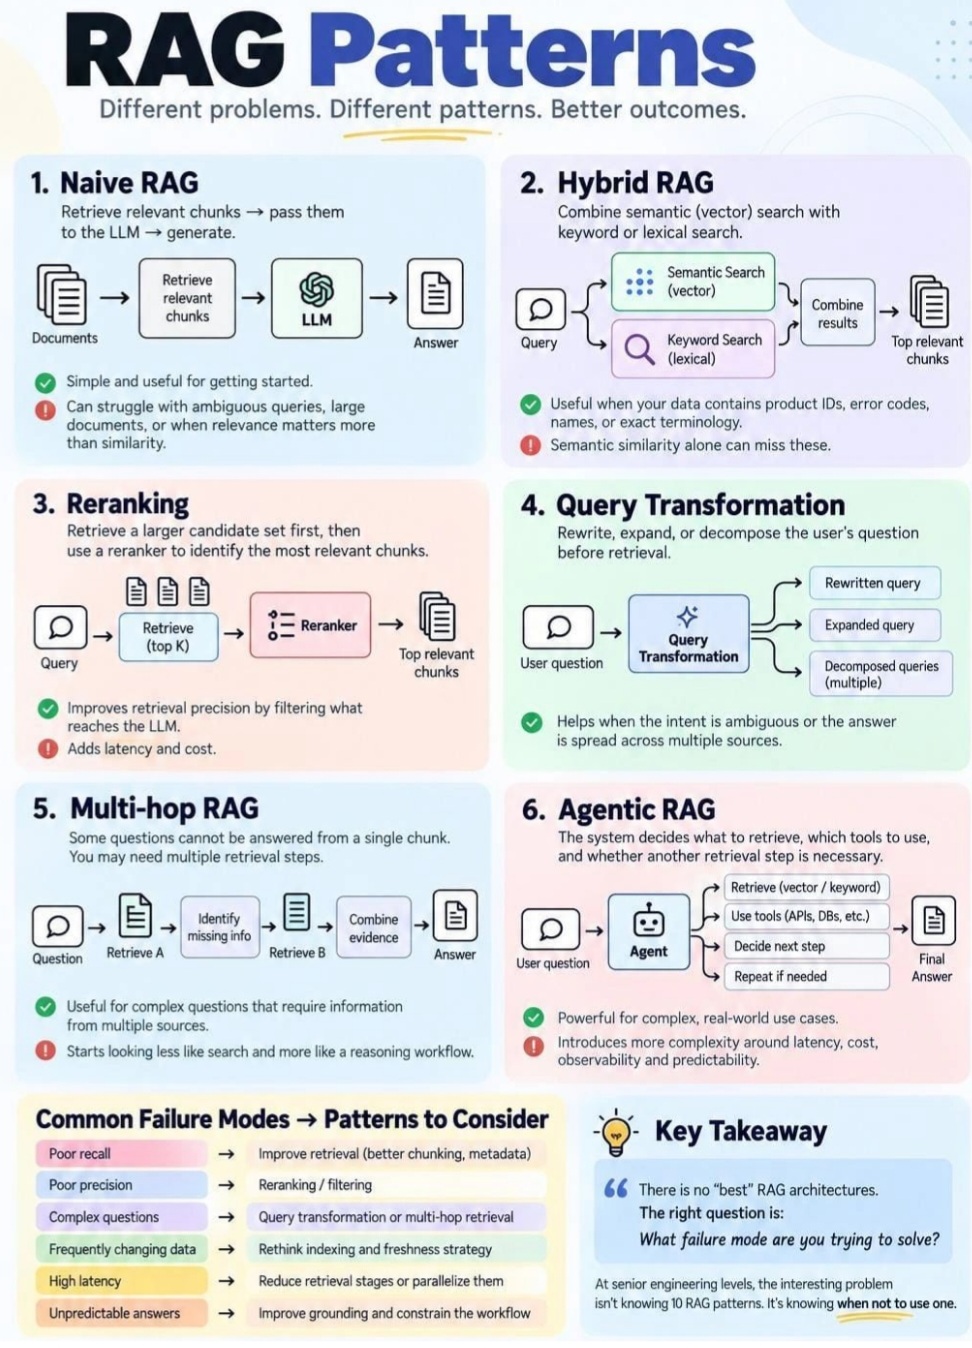 RAG Patterns
Different problems. Different patterns. Better outcomes.
1. Naive RAG
Retrieve relevant chunks → pass them
to the LLM → generate.
Documents
Retrieve
relevant
chunks
LLM
Answer
Simple and useful for getting started.
Can struggle with ambiguous queries, large
documents, or when relevance matters more
than similarity.
2. Hybrid RAG
Combine semantic (vector) search with
keyword or lexical search.
Query
Semantic Search
(vector)
Keyword Search
(lexical)
Combine
results
Top relevant
chunks
Useful when your data contains product IDs, error codes,
names, or exact terminology.
Semantic similarity alone can miss these.
3. Reranking
Retrieve a larger candidate set first, then
use a reranker to identify the most relevant chunks.
Query
Retrieve
(top K)
Reranker
Top relevant
chunks
Improves retrieval precision by filtering what
reaches the LLM.
Adds latency and cost.
4. Query Transformation
Rewrite, expand, or decompose the user's question
before retrieval.
User question
Query
Transformation
Rewritten query
Expanded query
Decomposed queries
(multiple)
Helps when the intent is ambiguous or the answer
is spread across multiple sources.
5. Multi-hop RAG
Some questions cannot be answered from a single chunk.
You may need multiple retrieval steps.
Question
Retrieve A
Identify
missing info
Retrieve B
Combine
evidence
Answer
Useful for complex questions that require information
from multiple sources.
Starts looking less like search and more like a reasoning workflow.
6. Agentic RAG
The system decides what to retrieve, which tools to use,
and whether another retrieval step is necessary.
User question
Agent
Retrieve (vector / keyword)
Use tools (APIs, DBs, etc.)
Decide next step
Repeat if needed
Final
Answer
Powerful for complex, real-world use cases.
Introduces more complexity around latency, cost,
observability and predictability.
Common Failure Modes → Patterns to Consider
Poor recall → Improve retrieval (better chunking, metadata)
Poor precision → Reranking / filtering
Complex questions → Query transformation or multi-hop retrieval
Frequently changing data → Rethink indexing and freshness strategy
High latency → Reduce retrieval stages or parallelize them
Unpredictable answers → Improve grounding and constrain the workflow
Key Takeaway
“ There is no “best” RAG architectures.
The right question is:
What failure mode are you trying to solve?
At senior engineering levels, the interesting problem
isn't knowing 10 RAG patterns. It's knowing when not to use one.